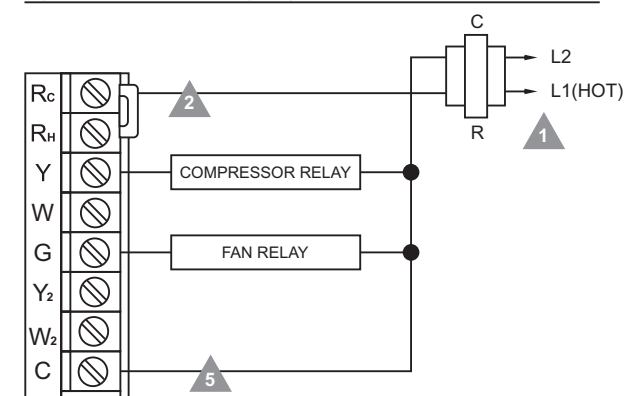 C
L2
L1(HOT)
R
1
2
5
Rc
RH
Y
COMPRESSOR RELAY
W
G
FAN RELAY
Y2
W2
C